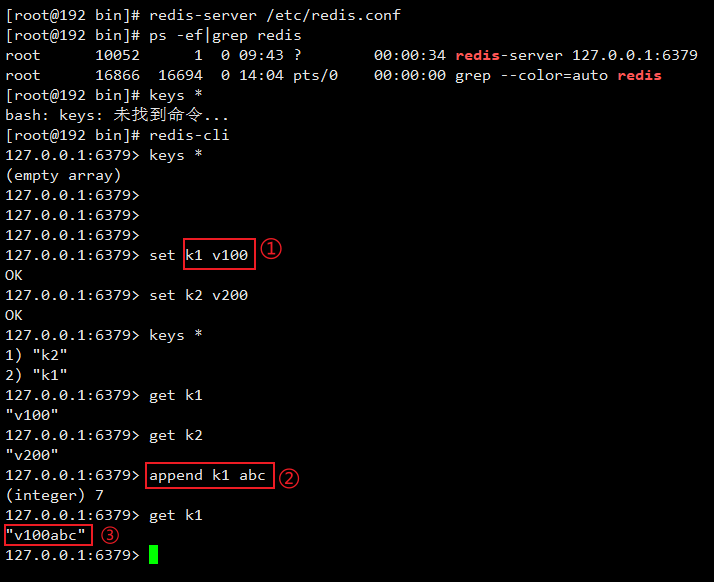 [root@192 bin]# redis-server /etc/redis.conf
[root@192 bin]# ps -ef|grep redis
root      10052      1  0 09:43 ?        00:00:34 redis-server 127.0.0.1:6379
root      16866  16694  0 14:04 pts/0    00:00:00 grep --color=auto redis
[root@192 bin]# keys *
bash: keys: 未找到命令...
[root@192 bin]# redis-cli
127.0.0.1:6379> keys *
(empty array)
127.0.0.1:6379>
127.0.0.1:6379>
127.0.0.1:6379>
127.0.0.1:6379> set k1 v100 ①
OK
127.0.0.1:6379> set k2 v200
OK
127.0.0.1:6379> keys *
1) "k2"
2) "k1"
127.0.0.1:6379> get k1
"v100"
127.0.0.1:6379> get k2
"v200"
127.0.0.1:6379> append k1 abc ②
(integer) 7
127.0.0.1:6379> get k1
"v100abc" ③
127.0.0.1:6379>